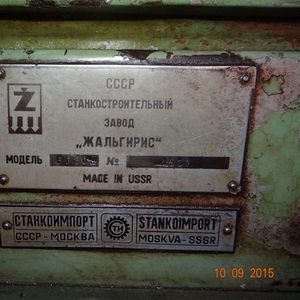 Ž
СССР
СТАНКОСТРОИТЕЛЬНЫЙ
ЗАВОД
„ЖАЛЬГИРИС"
МОДЕЛЬ №
MADE IN USSR
СТАНКОИМПОРТ
СССР-МОСКВА
STANKOIMPORT
MOSKVA-SSSR
10 09 2015